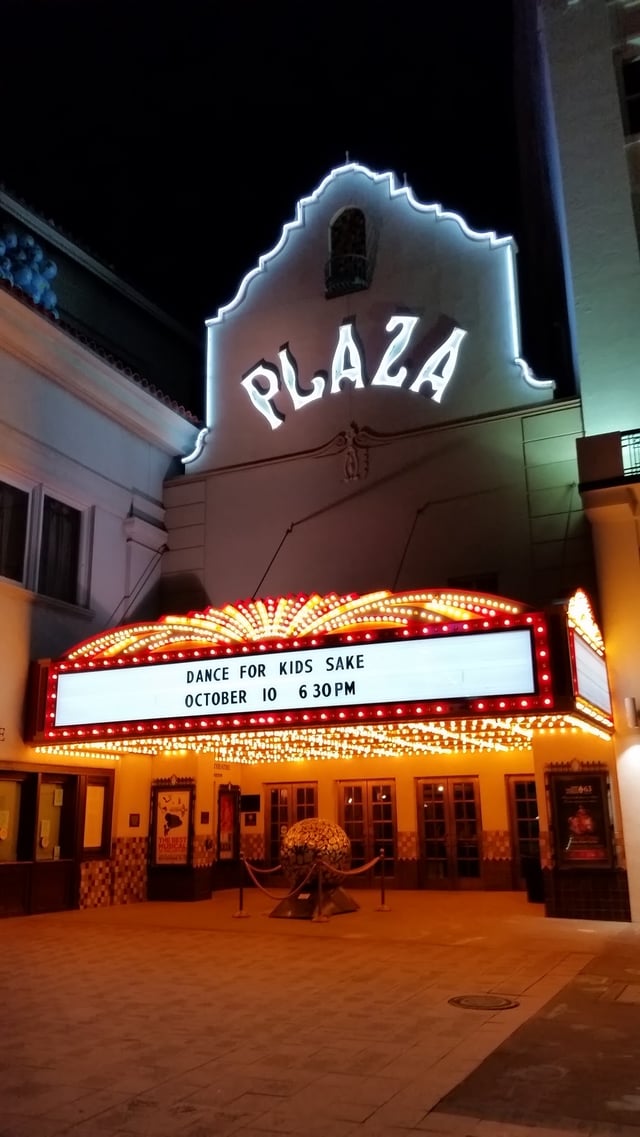 PLAZA
DANCE FOR KIDS SAKE
OCTOBER 10 6 30PM